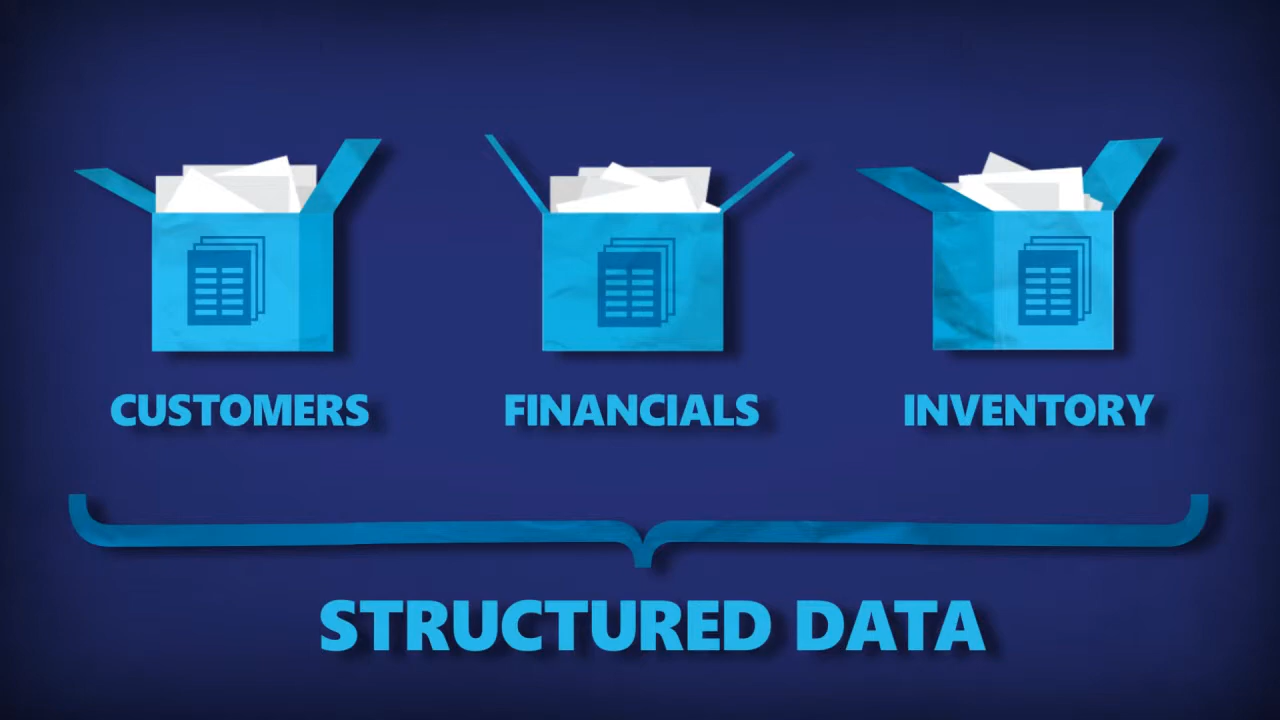 CUSTOMERS FINANCIALS INVENTORY
STRUCTURED DATA